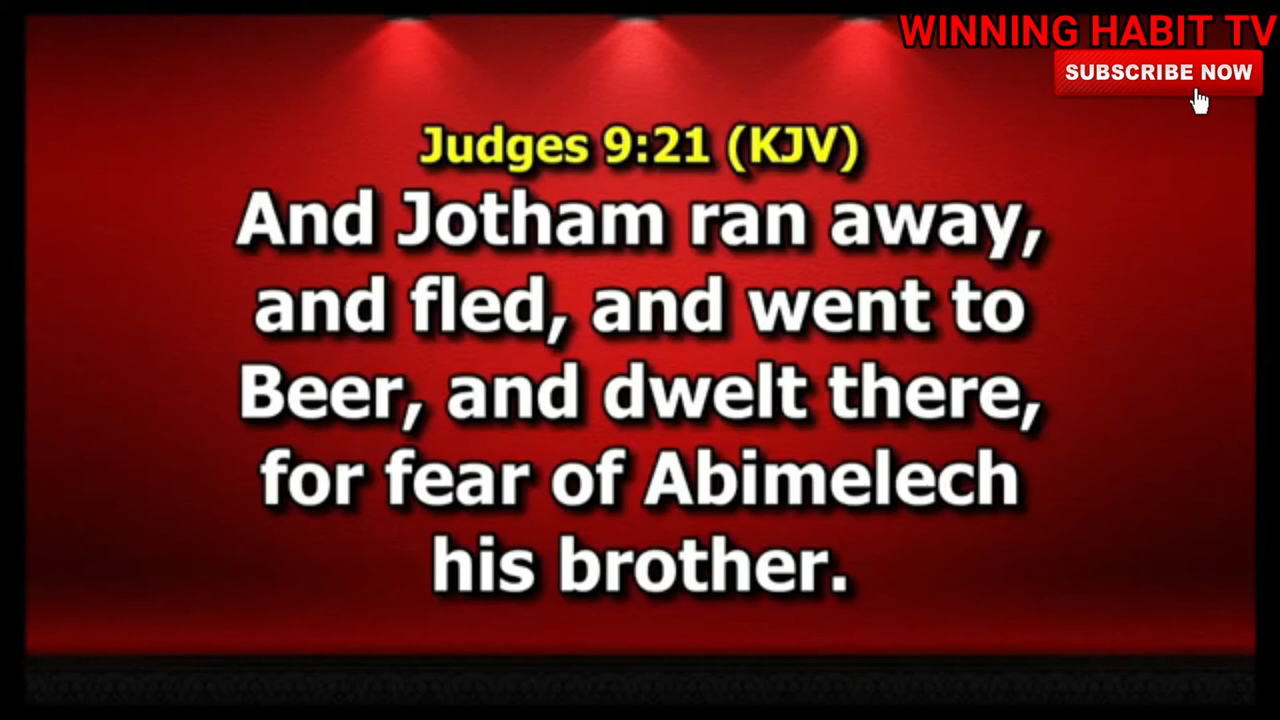 WINNING HABIT TV
SUBSCRIBE NOW
Judges 9:21 (KJV)
And Jotham ran away,
and fled, and went to
Beer, and dwelt there,
for fear of Abimelech
his brother.